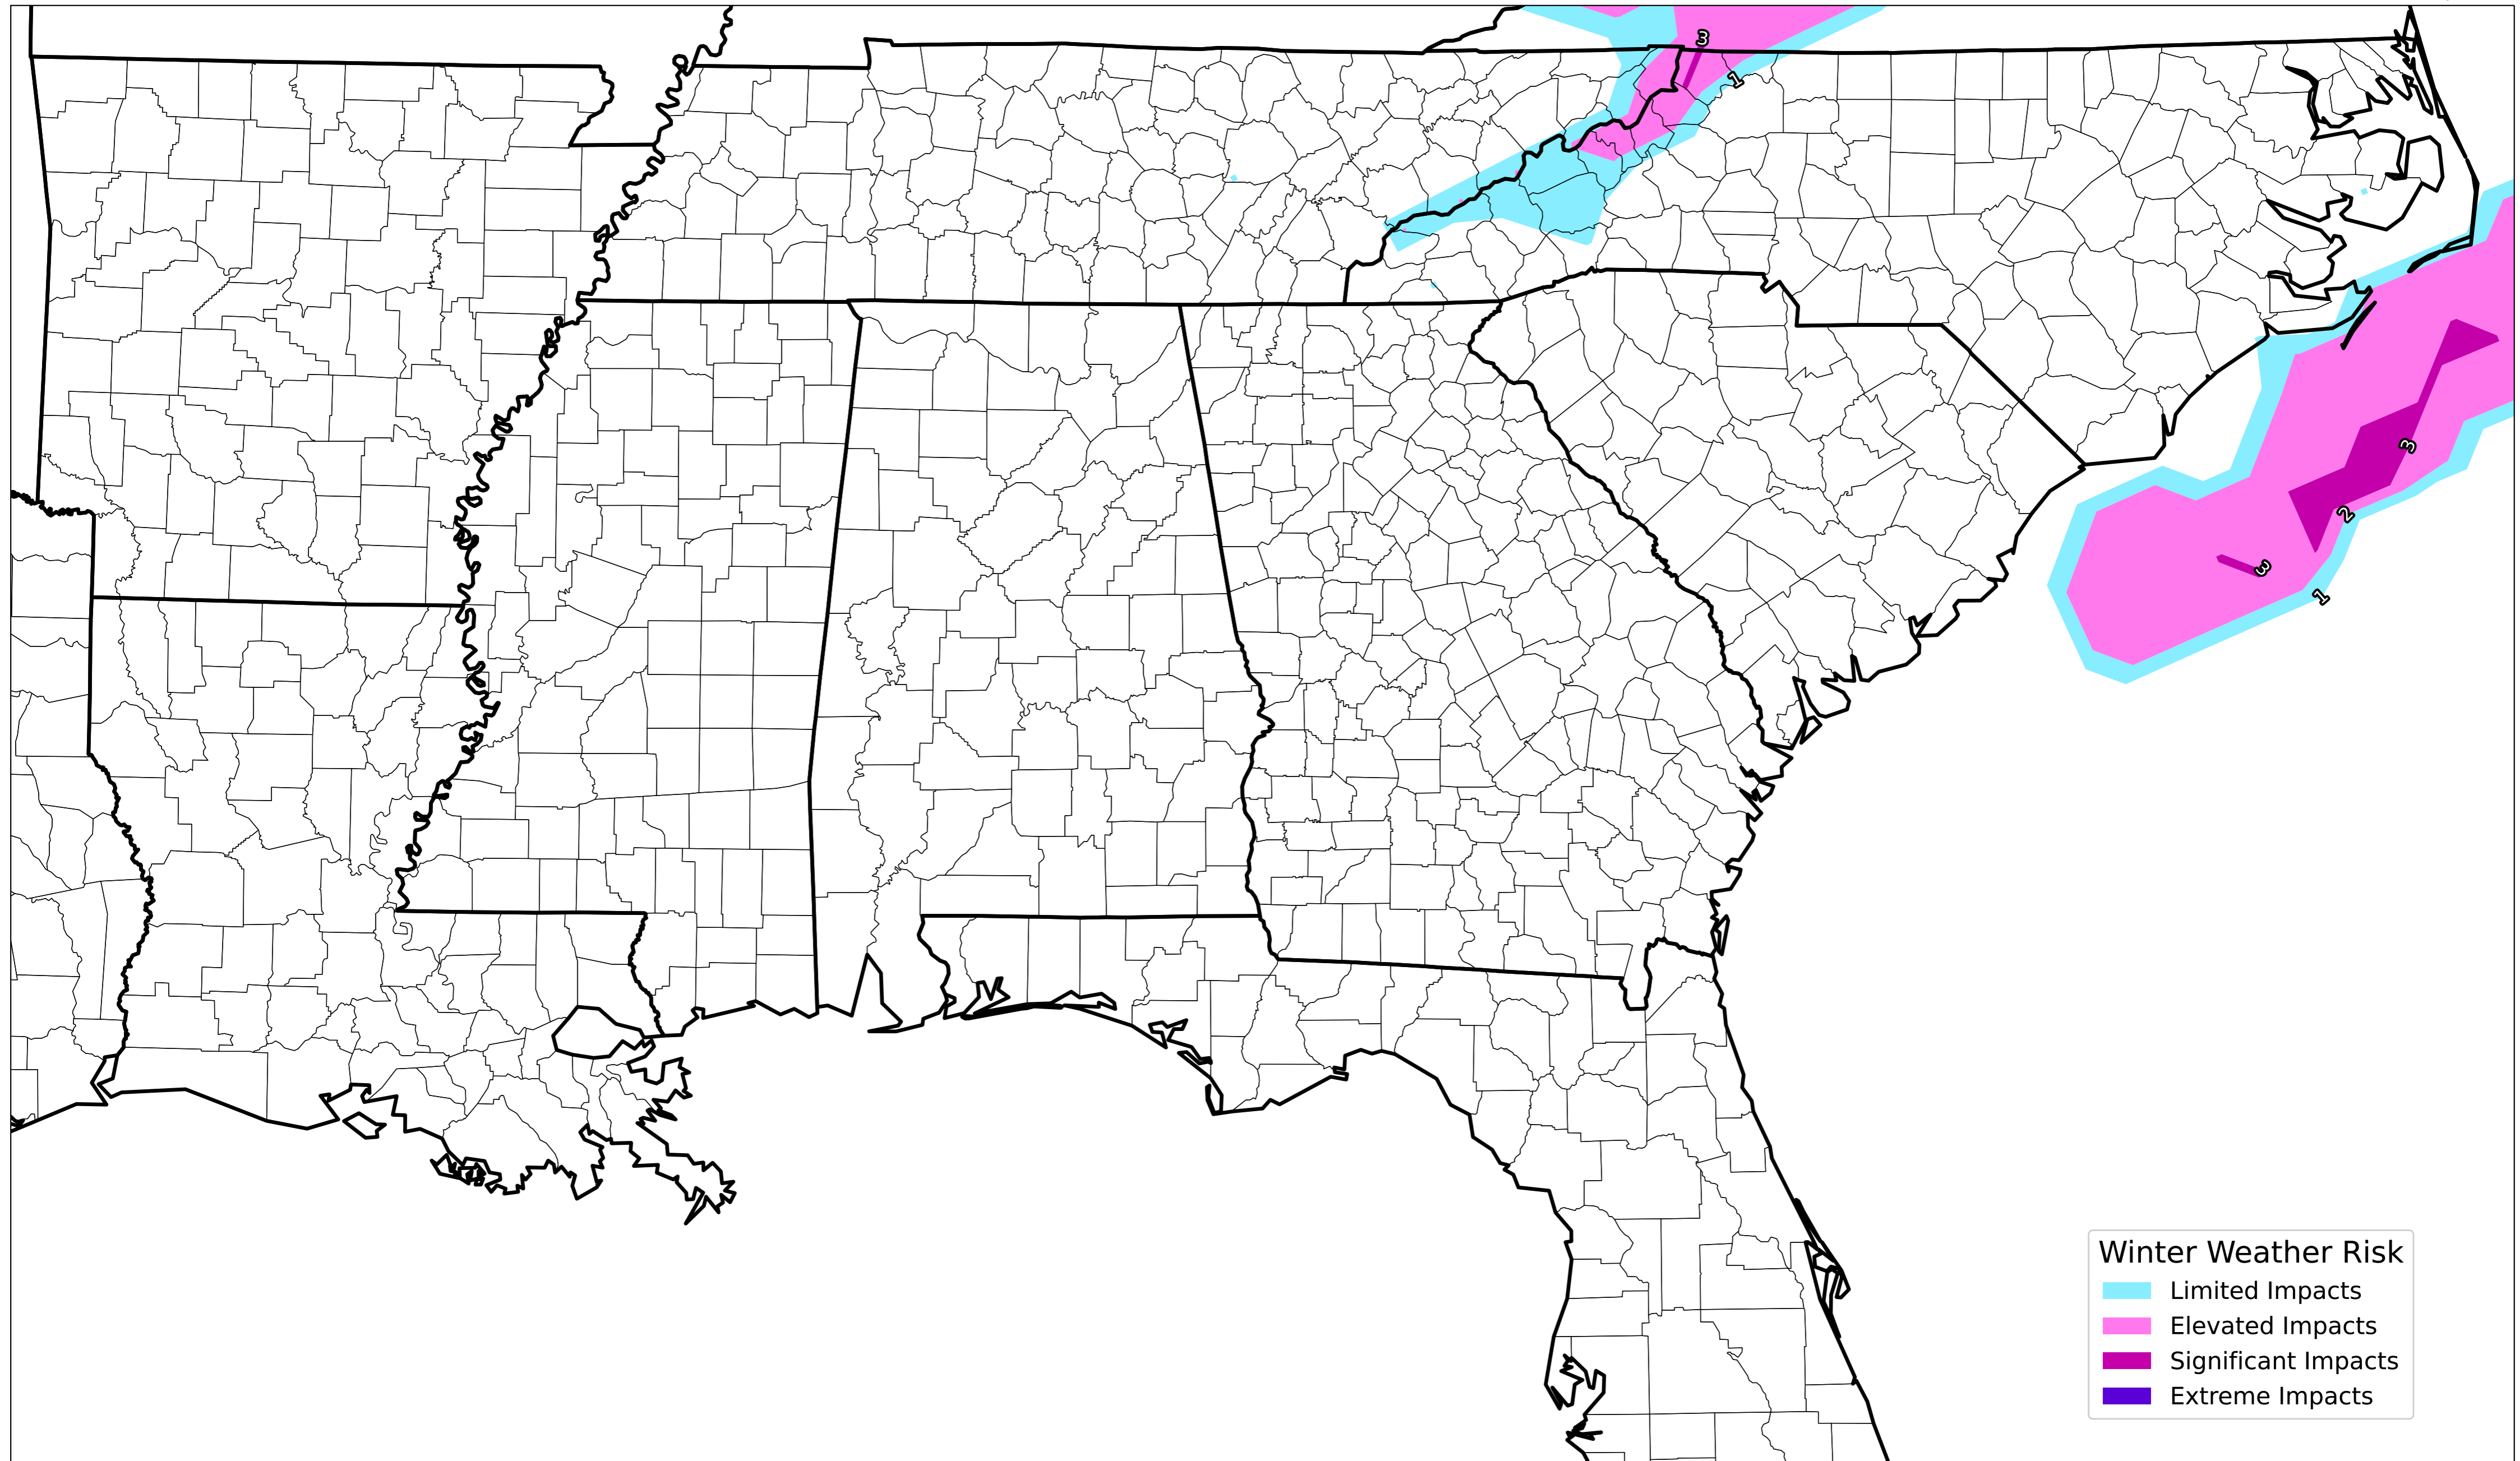 3
1
3
2
3
1
Winter Weather Risk
Limited Impacts
Elevated Impacts
Significant Impacts
Extreme Impacts